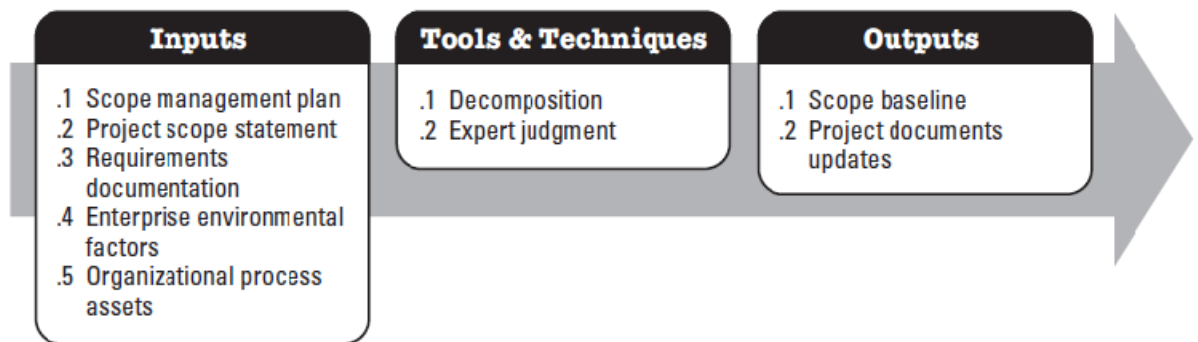 Inputs
.1 Scope management plan
.2 Project scope statement
.3 Requirements
documentation
.4 Enterprise environmental
factors
.5 Organizational process
assets
Tools & Techniques
.1 Decomposition
.2 Expert judgment
Outputs
.1 Scope baseline
.2 Project documents
updates